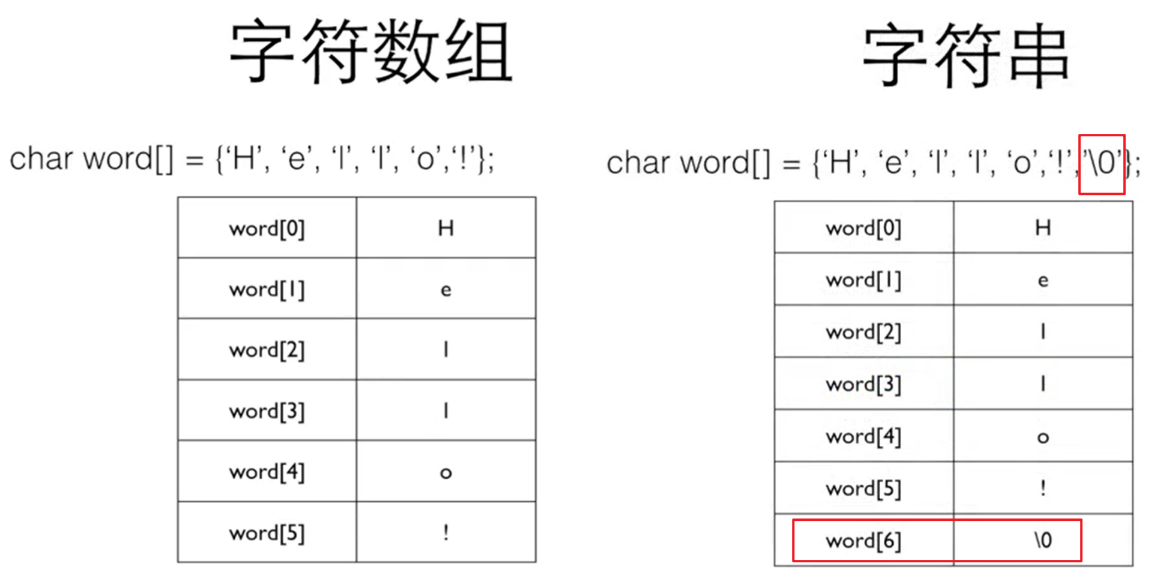 字符数组
char word[] = {‘H’, ‘e’, ‘l’, ‘l’, ‘o’,‘!’};
word[0] H
word[1] e
word[2] l
word[3] l
word[4] o
word[5] !
字符串
char word[] = {‘H’, ‘e’, ‘l’, ‘l’, ‘o’,‘!’,’\0’};
word[0] H
word[1] e
word[2] l
word[3] l
word[4] o
word[5] !
word[6] \0